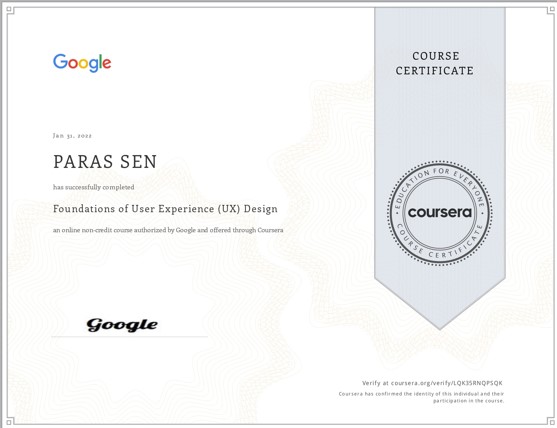 Google
COURSE
CERTIFICATE
Jan 31, 2022
PARAS SEN
has successfully completed
Foundations of User Experience (UX) Design
an online non-credit course authorized by Google and offered through Coursera
EDUCATION FOR EVERYONE
coursera
COURSE CERTIFICATE
Google
Verify at coursera.org/verify/LQK3SRNQPSQK
Coursera has confirmed the identity of this individual and their
participation in the course.